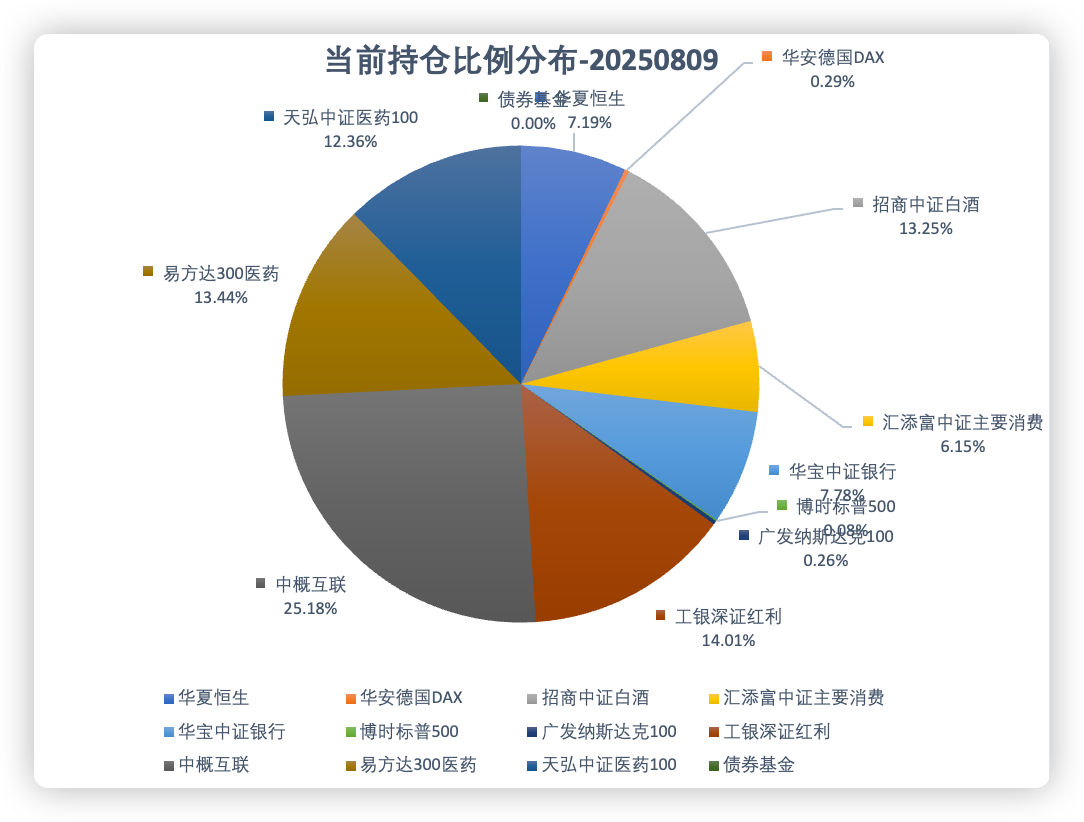 当前持仓比例分布-20250809
华安德国DAX
0.29%
债券基金
0.00%
华夏恒生
7.19%
天弘中证医药100
12.36%
招商中证白酒
13.25%
易方达300医药
13.44%
汇添富中证主要消费
6.15%
华宝中证银行
7.78%
博时标普500
0.08%
广发纳斯达克100
0.26%
中概互联
25.18%
工银深证红利
14.01%
华夏恒生
华安德国DAX
招商中证白酒
汇添富中证主要消费
华宝中证银行
博时标普500
广发纳斯达克100
工银深证红利
中概互联
易方达300医药
天弘中证医药100
债券基金